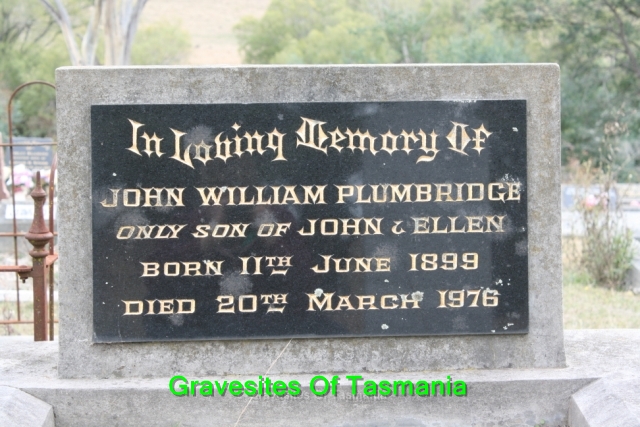 In Loving Memory Of
JOHN WILLIAM PLUMBRIDGE
ONLY SON OF JOHN & ELLEN
BORN 11TH JUNE 1899
DIED 20TH MARCH 1976
Gravesites Of Tasmania